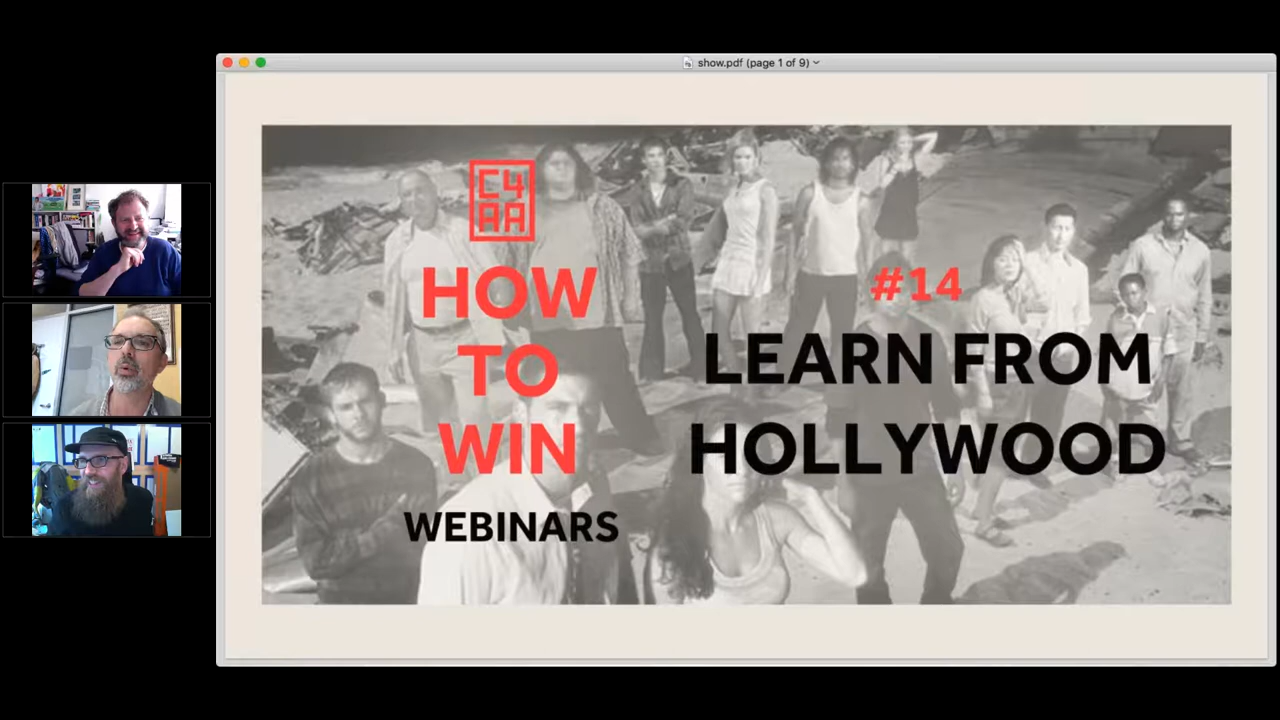 show.pdf (page 1 of 9)
C4
AA
HOW
TO
WIN
WEBINARS
#14
LEARN FROM
HOLLYWOOD